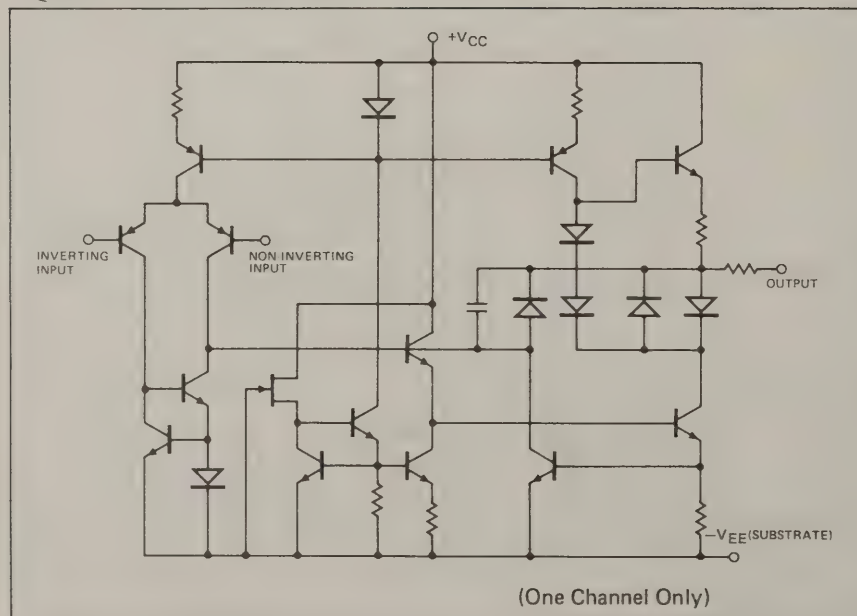 +VCC
INVERTING
INPUT
NON INVERTING
INPUT
OUTPUT
−VEE (SUBSTRATE)
(One Channel Only)